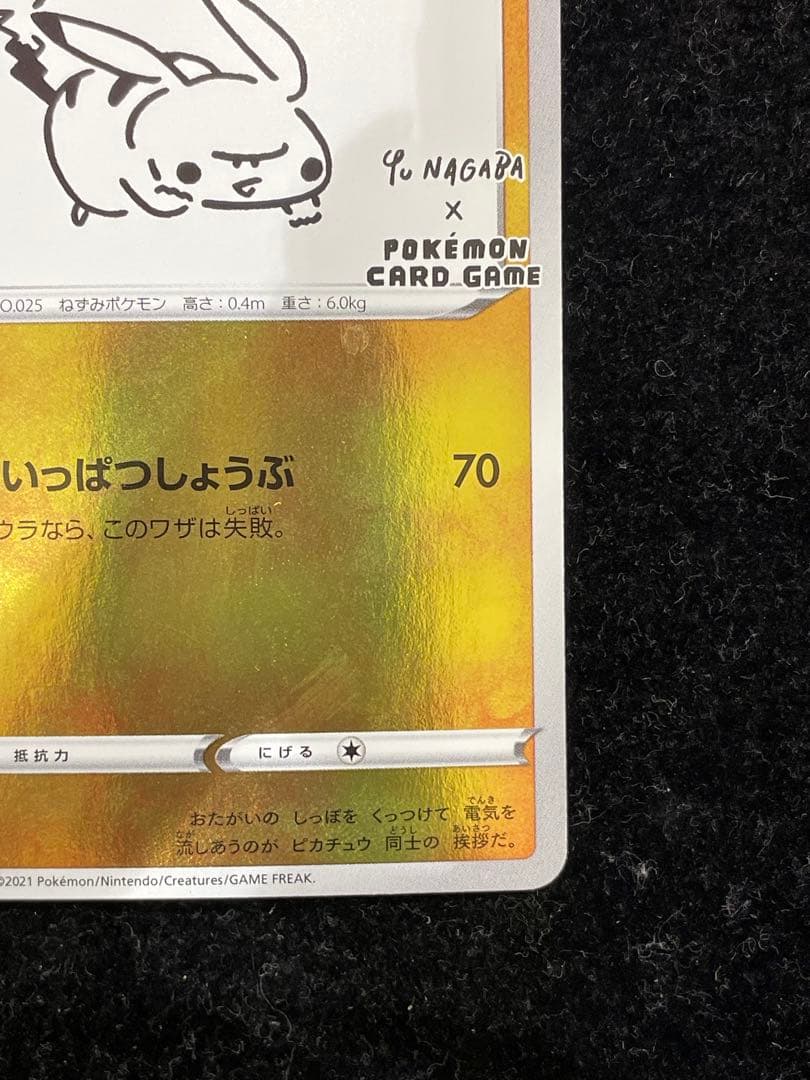 Yu NAGABA
×
POKÉMON
CARD GAME
O.025 ねずみポケモン 高さ:0.4m 重さ:6.0kg
いっぱつしょうぶ 70
しっぱい
ウラなら、このワザは失敗。
抵抗力 にげる
でんき
おたがいの しっぽを くっつけて 電気を
なが どうし あいさつ
流しあうのが ピカチュウ 同士の 挨拶だ。
©2021 Pokémon/Nintendo/Creatures/GAME FREAK.